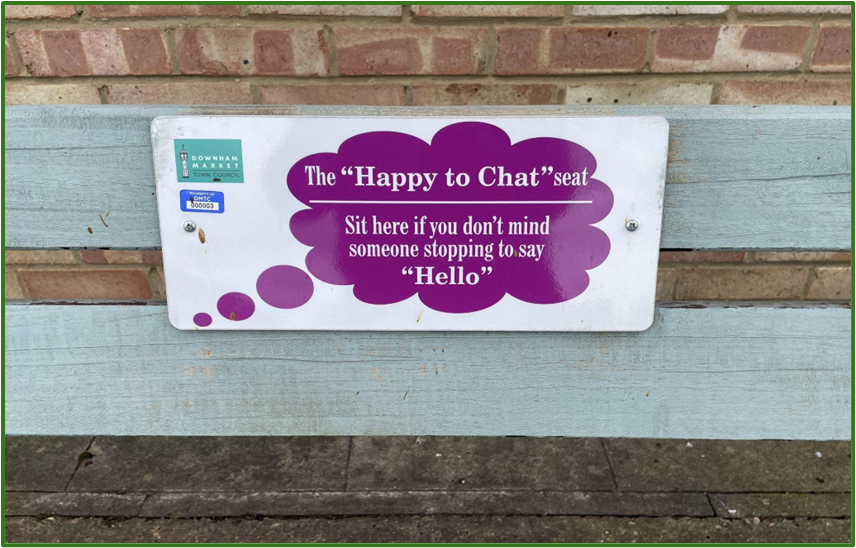 DOWNHAM
MARKET
TOWN COUNCIL
PROPERTY OF
DMTC
000003
The “Happy to Chat” seat
Sit here if you don’t mind
someone stopping to say
“Hello”